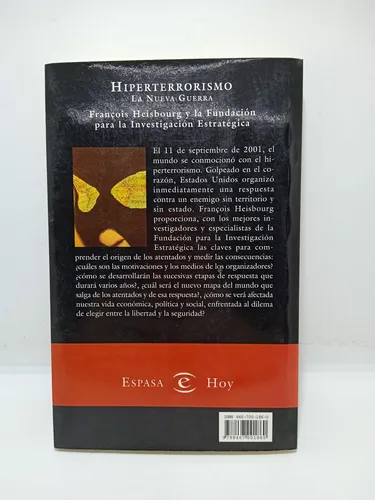 HIPERTERRORISMO
LA NUEVA GUERRA
François Heisbourg y la Fundación
para la Investigación Estratégica
El 11 de septiembre de 2001, el
mundo se conmocionó con el hi-
perterrorismo. Golpeado en el co-
razón, Estados Unidos organizó
inmediatamente una respuesta
contra un enemigo sin territorio y
sin estado. François Heisbourg
proporciona, con los mejores in-
vestigadores y especialistas de la
Fundación para la Investigación
Estratégica las claves para com-
prender el origen de los atentados y medir las consecuencias:
¿cuáles son las motivaciones y los medios de los organizadores?
¿cómo se desarrollarán las sucesivas etapas de respuesta que
durará varios años?, ¿cuál será el nuevo mapa del mundo que
salga de los atentados y de esa respuesta?, ¿cómo se verá afectada
nuestra vida económica, política y social, enfrentada al dilema
de elegir entre la libertad y la seguridad?
ESPASA e HOY